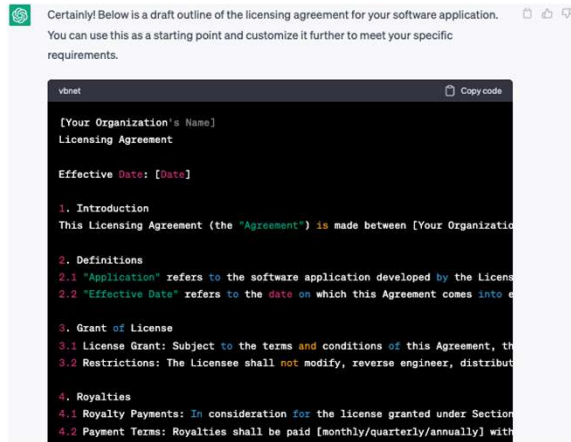 Certainly! Below is a draft outline of the licensing agreement for your software application.
You can use this as a starting point and customize it further to meet your specific
requirements.
vbnet
Copy code
[Your Organization's Name]
Licensing Agreement
Effective Date: [Date]
1. Introduction
This Licensing Agreement (the "Agreement") is made between [Your Organizatio
2. Definitions
2.1 "Application" refers to the software application developed by the Licens
2.2 "Effective Date" refers to the date on which this Agreement comes into e
3. Grant of License
3.1 License Grant: Subject to the terms and conditions of this Agreement, th
3.2 Restrictions: The Licensee shall not modify, reverse engineer, distribut
4. Royalties
4.1 Royalty Payments: In consideration for the license granted under Section
4.2 Payment Terms: Royalties shall be paid [monthly/quarterly/annually] with